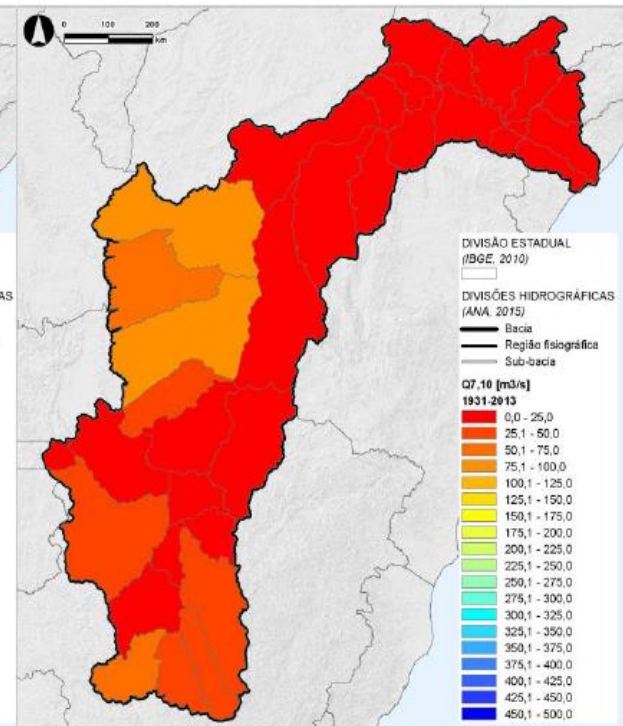 0 100 200
km
AS
DIVISÃO ESTADUAL
(IBGE, 2010)
DIVISÕES HIDROGRÁFICAS
(ANA, 2015)
Bacia
Região fisiográfica
Sub-bacia
Q7,10 [m3/s]
1931-2013
0,0 - 25,0
25,1 - 50,0
50,1 - 75,0
75,1 - 100,0
100,1 - 125,0
125,1 - 150,0
150,1 - 175,0
175,1 - 200,0
200,1 - 225,0
225,1 - 250,0
250,1 - 275,0
275,1 - 300,0
300,1 - 325,0
325,1 - 350,0
350,1 - 375,0
375,1 - 400,0
400,1 - 425,0
425,1 - 450,0
450,1 - 500,0